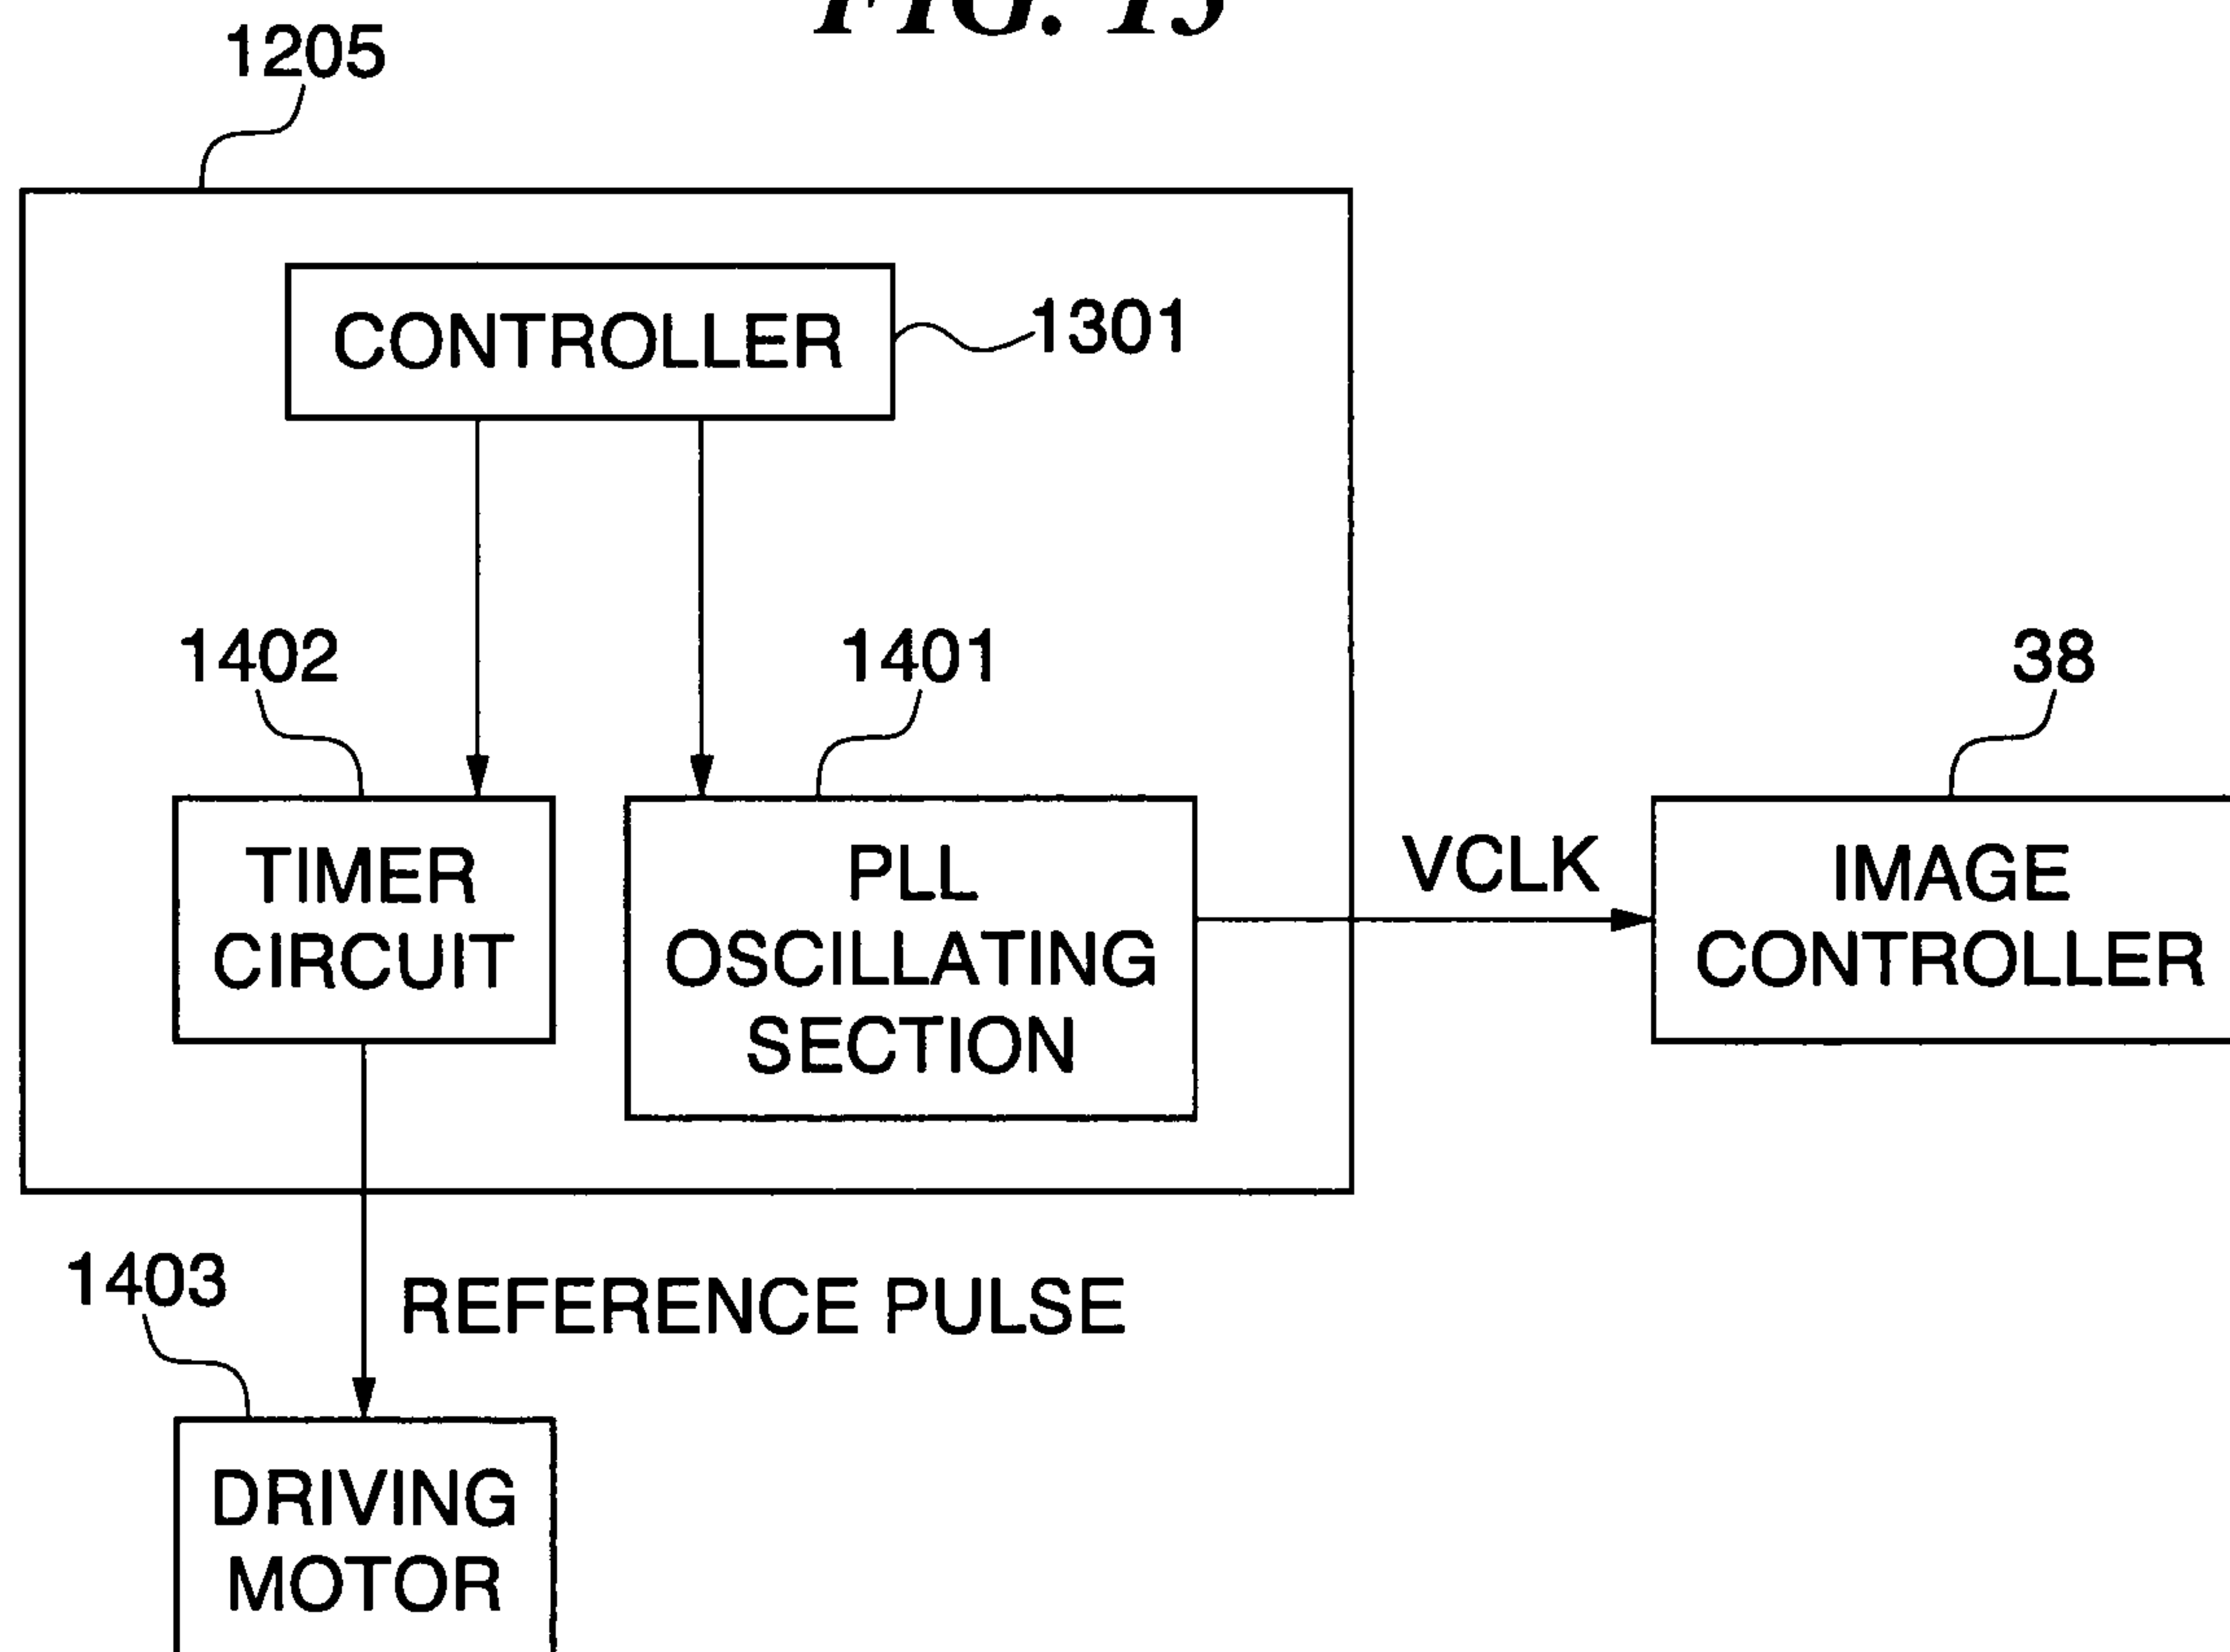 FIG.
1205
CONTROLLER
1301
1402
1401
38
TIMER
CIRCUIT
PLL
OSCILLATING
SECTION
VCLK
IMAGE
CONTROLLER
1403
REFERENCE PULSE
DRIVING
MOTOR